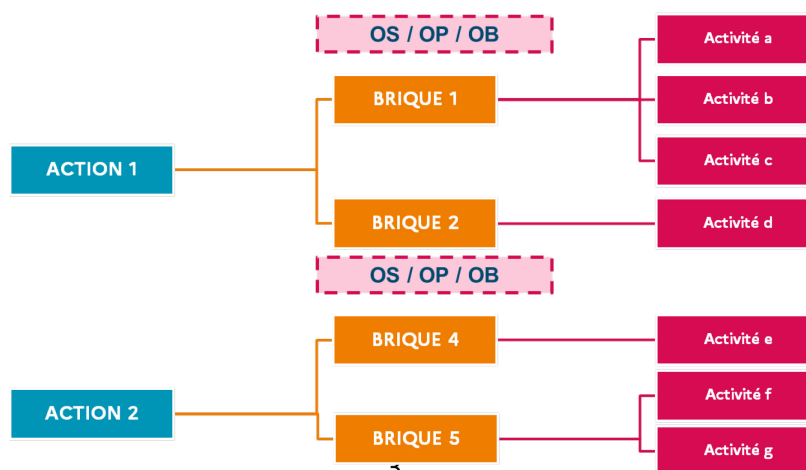 OS / OP / OB
Activité a
BRIQUE 1
Activité b
ACTION 1
Activité c
BRIQUE 2
Activité d
OS / OP / OB
BRIQUE 4
Activité e
ACTION 2
Activité f
BRIQUE 5
Activité g